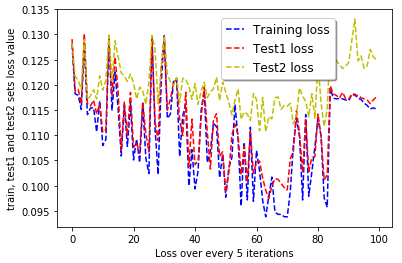 0.135
0.130
0.125
0.120
0.115
0.110
0.105
0.100
0.095
train, test1 and test2 sets loss value
Training loss
Test1 loss
Test2 loss
0 20 40 60 80 100
Loss over every 5 iterations